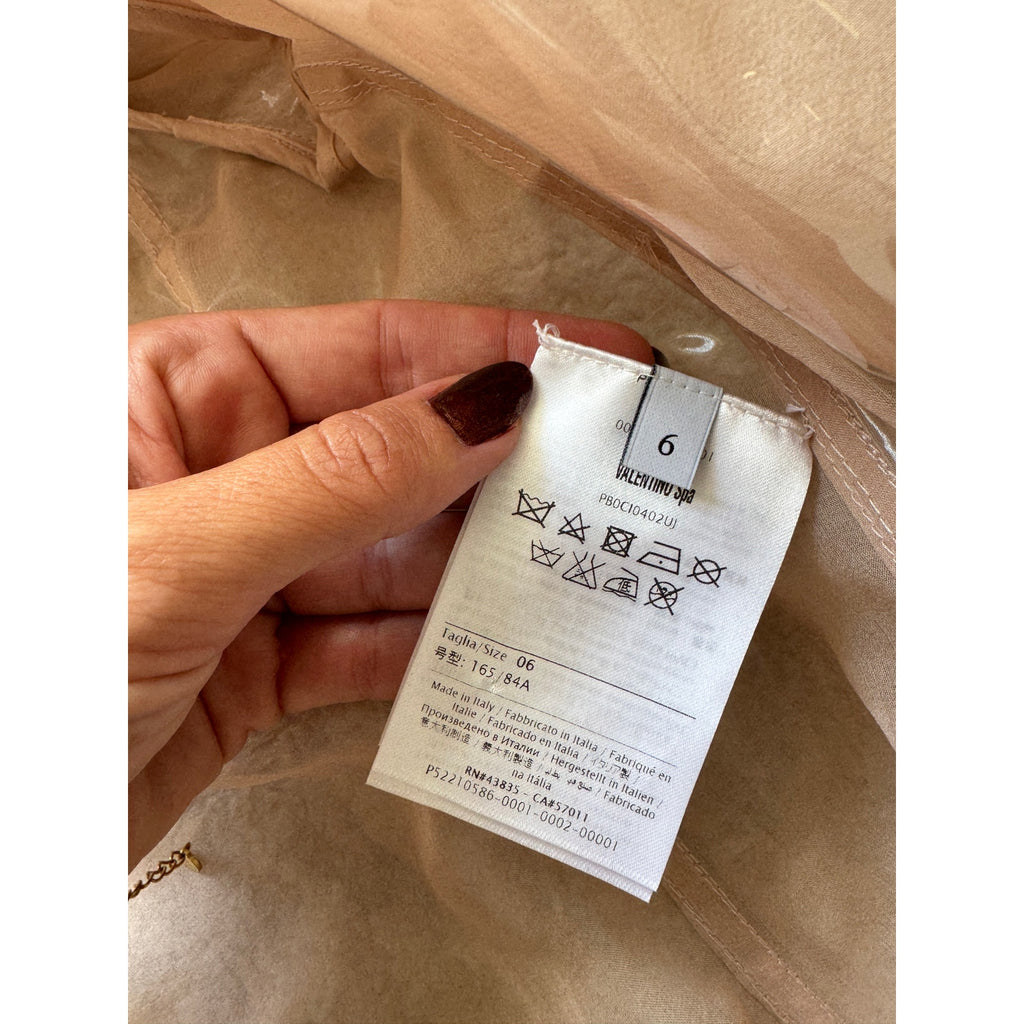 6
VALENTINO Spa
PB0CI0402UJ
低
Taglia/Size 06
号型: 165/84A
Made in Italy / Fabbricato in Italia / Fabriqué en
Italie / Fabricado en Italia / イタリア製
Произведено в Италии / Hergestellt in Italien /
意大利制造 / 義大利製造 / / Fabricado
na Itália
RN#43835 - CA#57011
P52210586-0001-0002-00001